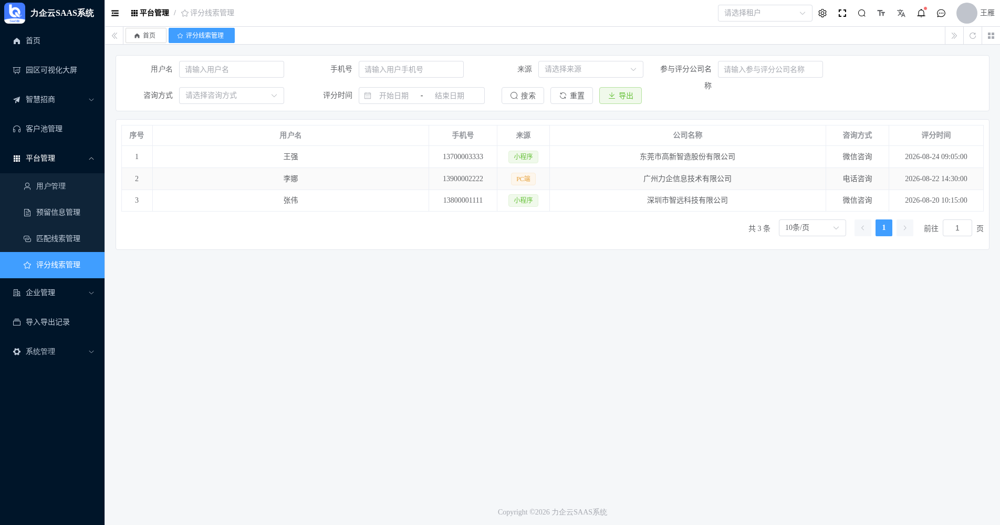 力企云SAAS系统
平台管理 / 评分线索管理
请选择租户
王雁
首页
评分线索管理
首页
园区可视化大屏
智慧招商
客户池管理
平台管理
用户管理
预留信息管理
匹配线索管理
评分线索管理
企业管理
导入导出记录
系统管理
用户名 请输入用户名 手机号 请输入用户手机号 来源 请选择来源 参与评分公司名称 请输入参与评分公司名称
咨询方式 请选择咨询方式 评分时间 开始日期 - 结束日期 搜索 重置 导出
序号 用户名 手机号 来源 公司名称 咨询方式 评分时间
1 王强 13700003333 小程序 东莞市高新智造股份有限公司 微信咨询 2026-08-24 09:05:00
2 李娜 13900002222 PC端 广州力企信息技术有限公司 电话咨询 2026-08-22 14:30:00
3 张伟 13800001111 小程序 深圳市智远科技有限公司 微信咨询 2026-08-20 10:15:00
共 3 条 10条/页 1 前往 1 页
Copyright ©2026 力企云SAAS系统